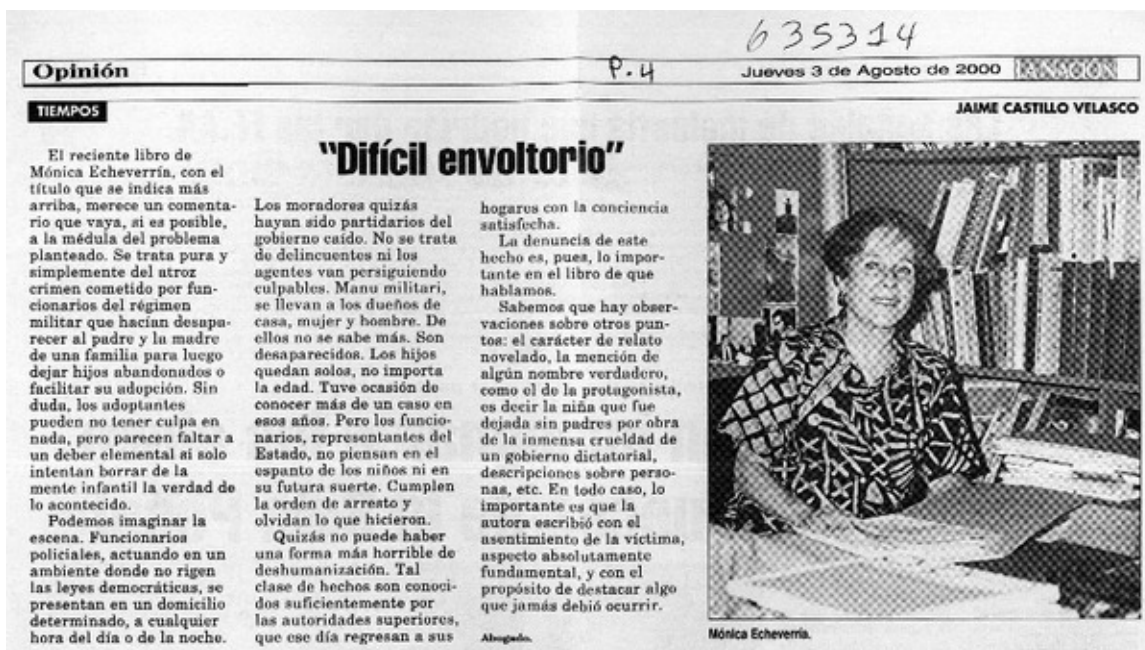 635314
Opinión
P. 4
Jueves 3 de Agosto de 2000 LA NACION
TIEMPOS
JAIME CASTILLO VELASCO
"Difícil envoltorio"
El reciente libro de
Mónica Echeverría, con el
título que se indica más
arriba, merece un comenta-
rio que vaya, si es posible,
a la médula del problema
planteado. Se trata pura y
simplemente del atroz
crimen cometido por fun-
cionarios del régimen
militar que hacían desapa-
recer al padre y la madre
de una familia para luego
dejar hijos abandonados o
facilitar su adopción. Sin
duda, los adoptantes
pueden no tener culpa en
nada, pero parecen faltar a
un deber elemental si solo
intentan borrar de la
mente infantil la verdad de
lo acontecido.
Podemos imaginar la
escena. Funcionarios
policiales, actuando en un
ambiente donde no rigen
las leyes democráticas, se
presentan en un domicilio
determinado, a cualquier
hora del día o de la noche.
Los moradores quizás
hayan sido partidarios del
gobierno caído. No se trata
de delincuentes ni los
agentes van persiguiendo
culpables. Manu militari,
se llevan a los dueños de
casa, mujer y hombre. De
ellos no se sabe más. Son
desaparecidos. Los hijos
quedan solos, no importa
la edad. Tuve ocasión de
conocer más de un caso en
esos años. Pero los funcio-
narios, representantes del
Estado, no piensan en el
espanto de los niños ni en
su futura suerte. Cumplen
la orden de arresto y
olvidan lo que hicieron.
Quizás no puede haber
una forma más horrible de
deshumanización. Tal
clase de hechos son conoci-
dos suficientemente por
las autoridades superiores,
que ese día regresan a sus
hogares con la conciencia
satisfecha.
La denuncia de este
hecho es, pues, lo impor-
tante en el libro de que
hablamos.
Sabemos que hay obser-
vaciones sobre otros pun-
tos: el carácter de relato
novelado, la mención de
algún nombre verdadero,
como el de la protagonista,
es decir la niña que fue
dejada sin padres por obra
de la inmensa crueldad de
un gobierno dictatorial,
descripciones sobre perso-
nas, etc. En todo caso, lo
importante es que la
autora escribió con el
asentimiento de la víctima,
aspecto absolutamente
fundamental, y con el
propósito de destacar algo
que jamás debió ocurrir.
Abogado.
Mónica Echeverría.